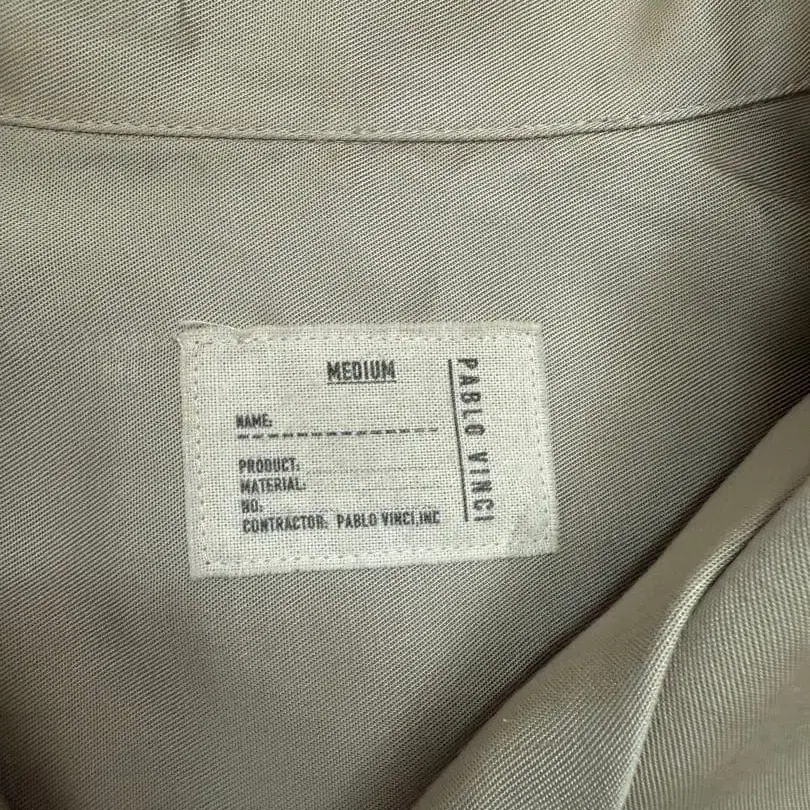 MEDIUM
NAME:
PRODUCT:
MATERIAL:
NO:
CONTRACTOR: PABLO VINCI,INC
PABLO VINCI